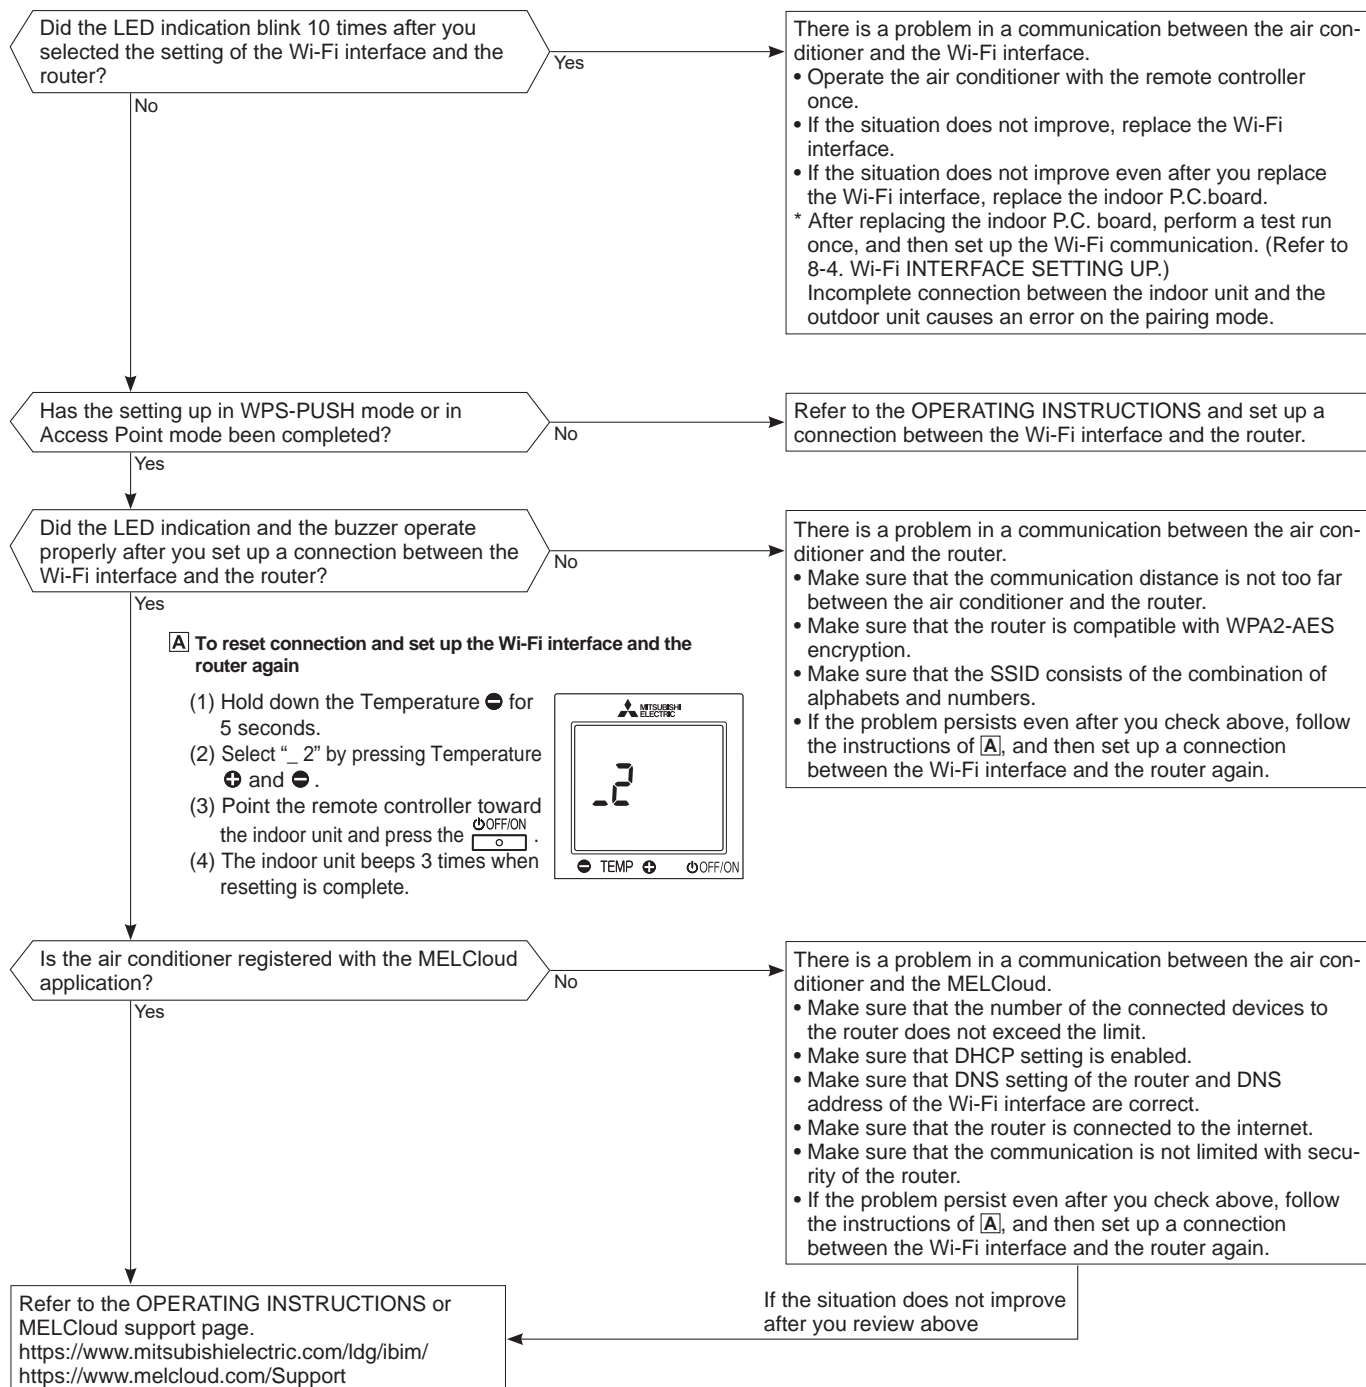 Did the LED indication blink 10 times after you
selected the setting of the Wi-Fi interface and the
router?
Yes
No
There is a problem in a communication between the air con-
ditioner and the Wi-Fi interface.
• Operate the air conditioner with the remote controller
once.
• If the situation does not improve, replace the Wi-Fi
interface.
• If the situation does not improve even after you replace
the Wi-Fi interface, replace the indoor P.C.board.
* After replacing the indoor P.C. board, perform a test run
once, and then set up the Wi-Fi communication. (Refer to
8-4. Wi-Fi INTERFACE SETTING UP.)
Incomplete connection between the indoor unit and the
outdoor unit causes an error on the pairing mode.
Has the setting up in WPS-PUSH mode or in
Access Point mode been completed?
No
Yes
Refer to the OPERATING INSTRUCTIONS and set up a
connection between the Wi-Fi interface and the router.
Did the LED indication and the buzzer operate
properly after you set up a connection between the
Wi-Fi interface and the router?
No
Yes
There is a problem in a communication between the air con-
ditioner and the router.
• Make sure that the communication distance is not too far
between the air conditioner and the router.
• Make sure that the router is compatible with WPA2-AES
encryption.
• Make sure that the SSID consists of the combination of
alphabets and numbers.
• If the problem persists even after you check above, follow
the instructions of A, and then set up a connection
between the Wi-Fi interface and the router again.
A To reset connection and set up the Wi-Fi interface and the
router again
(1) Hold down the Temperature ⊖ for
5 seconds.
(2) Select “_ 2” by pressing Temperature
⊕ and ⊖ .
(3) Point the remote controller toward
the indoor unit and press the ⏻OFF/ON .
(4) The indoor unit beeps 3 times when
resetting is complete.
MITSUBISHI
ELECTRIC
_2
⊖ TEMP ⊕ ⏻OFF/ON
Is the air conditioner registered with the MELCloud
application?
No
Yes
There is a problem in a communication between the air con-
ditioner and the MELCloud.
• Make sure that the number of the connected devices to
the router does not exceed the limit.
• Make sure that DHCP setting is enabled.
• Make sure that DNS setting of the router and DNS
address of the Wi-Fi interface are correct.
• Make sure that the router is connected to the internet.
• Make sure that the communication is not limited with secu-
rity of the router.
• If the problem persist even after you check above, follow
the instructions of A, and then set up a connection
between the Wi-Fi interface and the router again.
If the situation does not improve
after you review above
Refer to the OPERATING INSTRUCTIONS or
MELCloud support page.
https://www.mitsubishielectric.com/ldg/ibim/
https://www.melcloud.com/Support